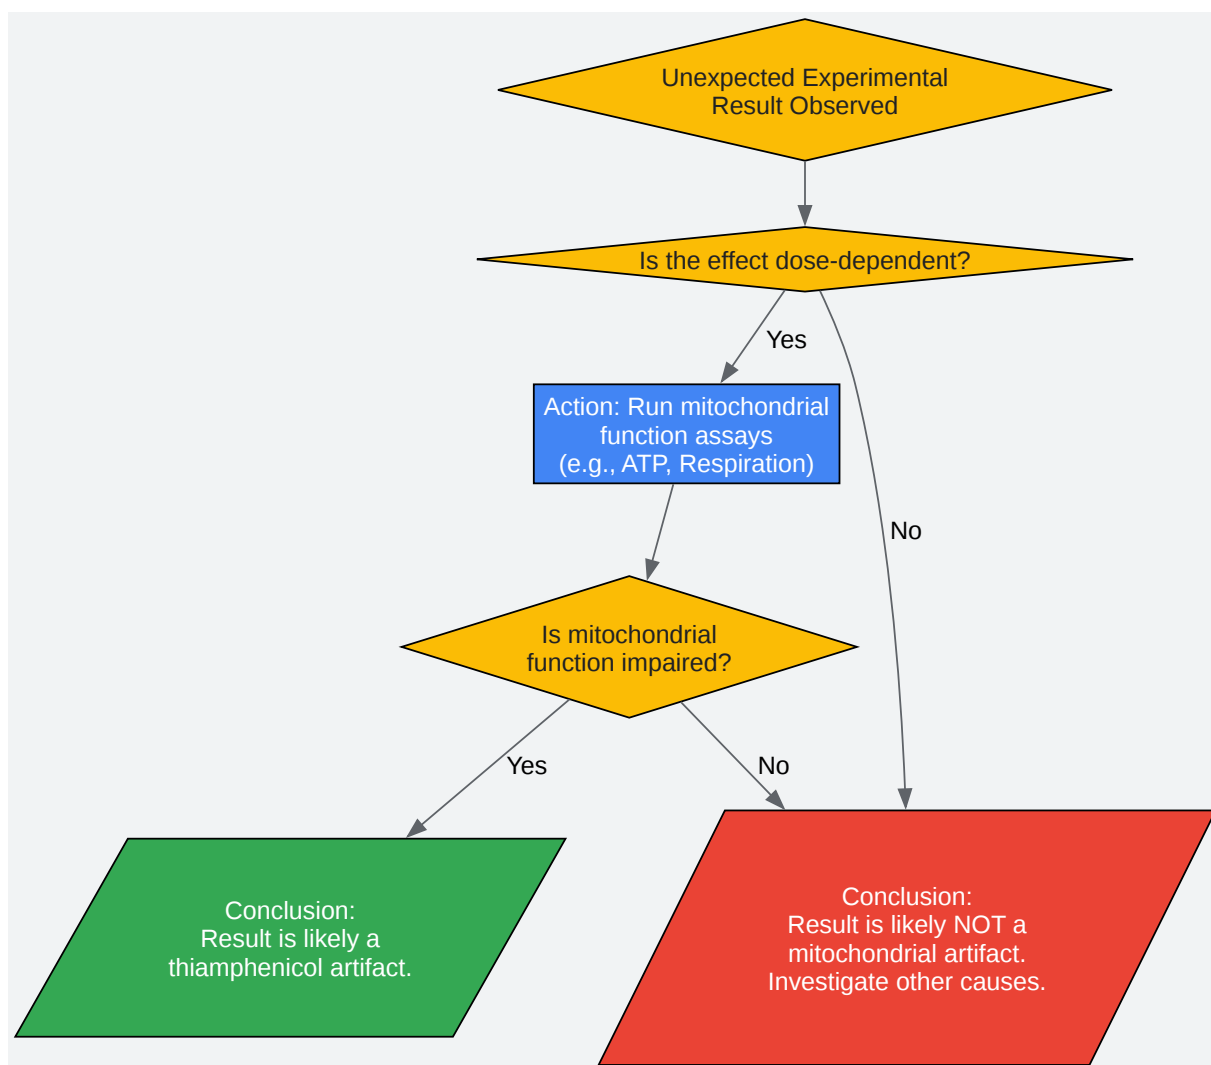 Unexpected Experimental
Result Observed
Is the effect dose-dependent?
Yes
Action: Run mitochondrial
function assays
(e.g., ATP, Respiration)
No
Is mitochondrial
function impaired?
Yes
No
Conclusion:
Result is likely a
thiamphenicol artifact.
Conclusion:
Result is likely NOT a
mitochondrial artifact.
Investigate other causes.